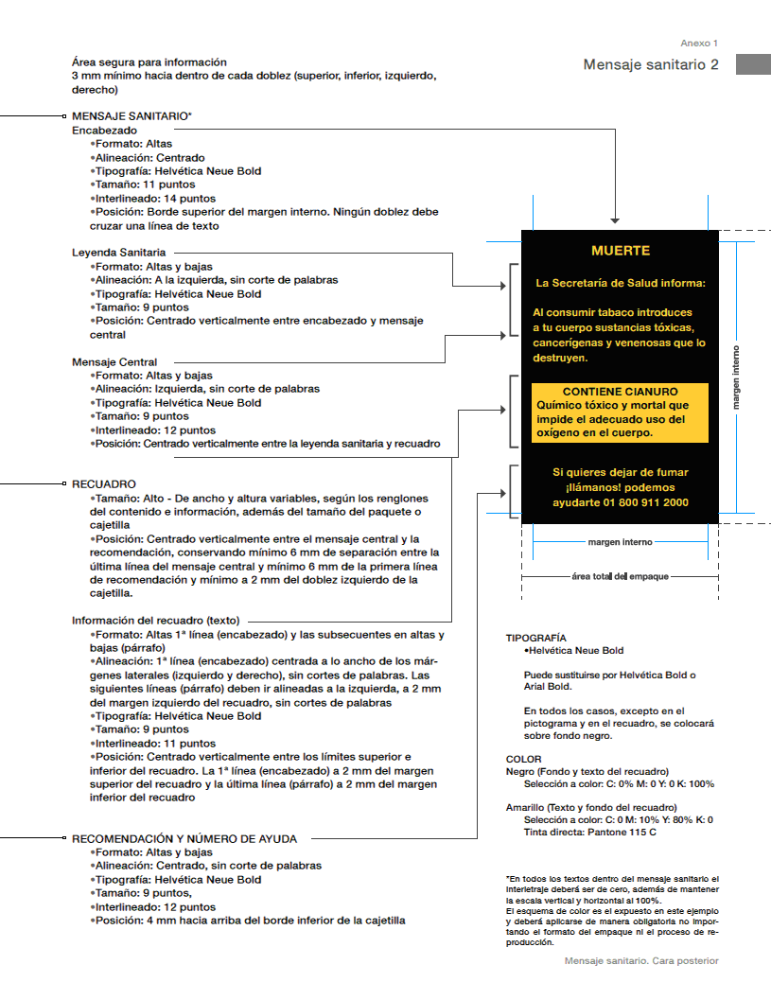 Anexo 1
Mensaje sanitario 2
Área segura para información
3 mm mínimo hacia dentro de cada doblez (superior, inferior, izquierdo,
derecho)
MENSAJE SANITARIO*
Encabezado
•Formato: Altas
•Alineación: Centrado
•Tipografía: Helvética Neue Bold
•Tamaño: 11 puntos
•Interlineado: 14 puntos
•Posición: Borde superior del margen interno. Ningún doblez debe
cruzar una línea de texto
Leyenda Sanitaria
•Formato: Altas y bajas
•Alineación: A la izquierda, sin corte de palabras
•Tipografía: Helvética Neue Bold
•Tamaño: 9 puntos
•Posición: Centrado verticalmente entre encabezado y mensaje
central
Mensaje Central
•Formato: Altas y bajas
•Alineación: Izquierda, sin corte de palabras
•Tipografía: Helvética Neue Bold
•Tamaño: 9 puntos
•Interlineado: 12 puntos
•Posición: Centrado verticalmente entre la leyenda sanitaria y recuadro
RECUADRO
•Tamaño: Alto - De ancho y altura variables, según los renglones
del contenido e información, además del tamaño del paquete o
cajetilla
•Posición: Centrado verticalmente entre el mensaje central y la
recomendación, conservando mínimo 6 mm de separación entre la
última línea del mensaje central y mínimo 6 mm de la primera línea
de recomendación y mínimo a 2 mm del doblez izquierdo de la
cajetilla.
Información del recuadro (texto)
•Formato: Altas 1ª línea (encabezado) y las subsecuentes en altas y
bajas (párrafo)
•Alineación: 1ª línea (encabezado) centrada a lo ancho de los már-
genes laterales (izquierdo y derecho), sin cortes de palabras. Las
siguientes líneas (párrafo) deben ir alineadas a la izquierda, a 2 mm
del margen izquierdo del recuadro, sin cortes de palabras
•Tipografía: Helvética Neue Bold
•Tamaño: 9 puntos
•Interlineado: 11 puntos
•Posición: Centrado verticalmente entre los límites superior e
inferior del recuadro. La 1ª línea (encabezado) a 2 mm del margen
superior del recuadro y la última línea (párrafo) a 2 mm del margen
inferior del recuadro
RECOMENDACIÓN Y NÚMERO DE AYUDA
•Formato: Altas y bajas
•Alineación: Centrado, sin corte de palabras
•Tipografía: Helvética Neue Bold
•Tamaño: 9 puntos,
•Interlineado: 12 puntos
•Posición: 4 mm hacia arriba del borde inferior de la cajetilla
MUERTE
La Secretaría de Salud informa:
Al consumir tabaco introduces
a tu cuerpo sustancias tóxicas,
cancerígenas y venenosas que lo
destruyen.
CONTIENE CIANURO
Químico tóxico y mortal que
impide el adecuado uso del
oxígeno en el cuerpo.
Si quieres dejar de fumar
¡llámanos! podemos
ayudarte 01 800 911 2000
margen interno
margen interno
área total del empaque
TIPOGRAFÍA
•Helvética Neue Bold
Puede sustituirse por Helvética Bold o
Arial Bold.
En todos los casos, excepto en el
pictograma y en el recuadro, se colocará
sobre fondo negro.
COLOR
Negro (Fondo y texto del recuadro)
Selección a color: C: 0% M: 0 Y: 0 K: 100%
Amarillo (Texto y fondo del recuadro)
Selección a color: C: 0 M: 10% Y: 80% K: 0
Tinta directa: Pantone 115 C
*En todos los textos dentro del mensaje sanitario el
interletraje deberá ser de cero, además de mantener
la escala vertical y horizontal al 100%.
El esquema de color es el expuesto en este ejemplo
y deberá aplicarse de manera obligatoria no impor-
tando el formato del empaque ni el proceso de re-
producción.
Mensaje sanitario. Cara posterior